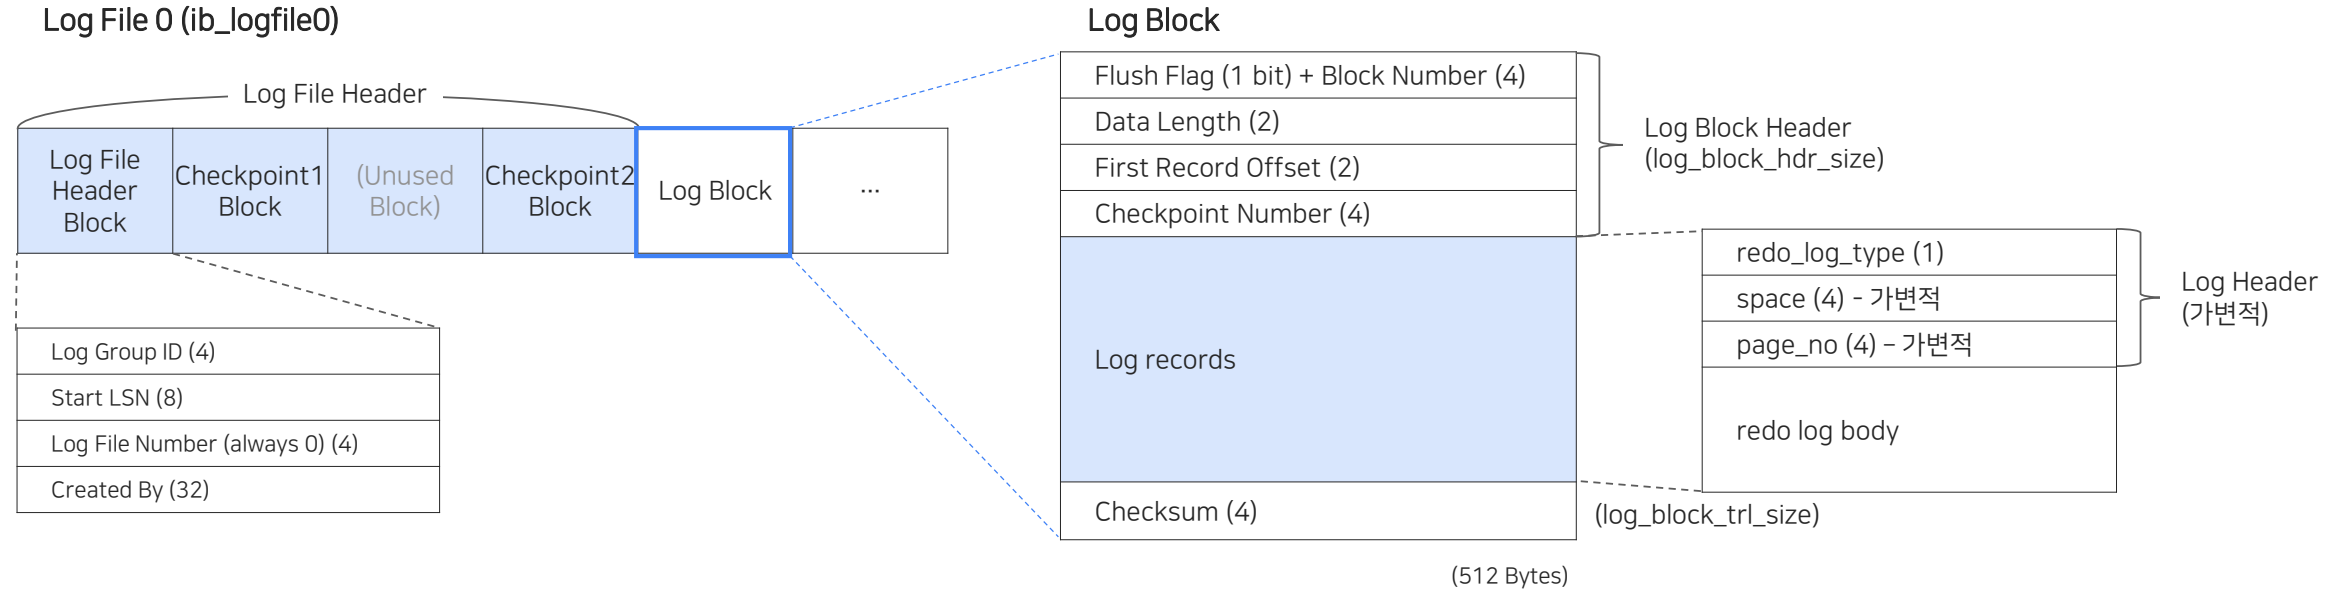 Log File 0 (ib_logfile0)
Log File Header
Log File
Header
Block
Checkpoint1
Block
(Unused
Block)
Checkpoint2
Block
Log Block
...
Log Group ID (4)
Start LSN (8)
Log File Number (always 0) (4)
Created By (32)
Log Block
Flush Flag (1 bit) + Block Number (4)
Data Length (2)
First Record Offset (2)
Checkpoint Number (4)
Log records
Checksum (4)
(512 Bytes)
Log Block Header
(log_block_hdr_size)
(log_block_trl_size)
redo_log_type (1)
space (4) - 가변적
page_no (4) – 가변적
redo log body
Log Header
(가변적)